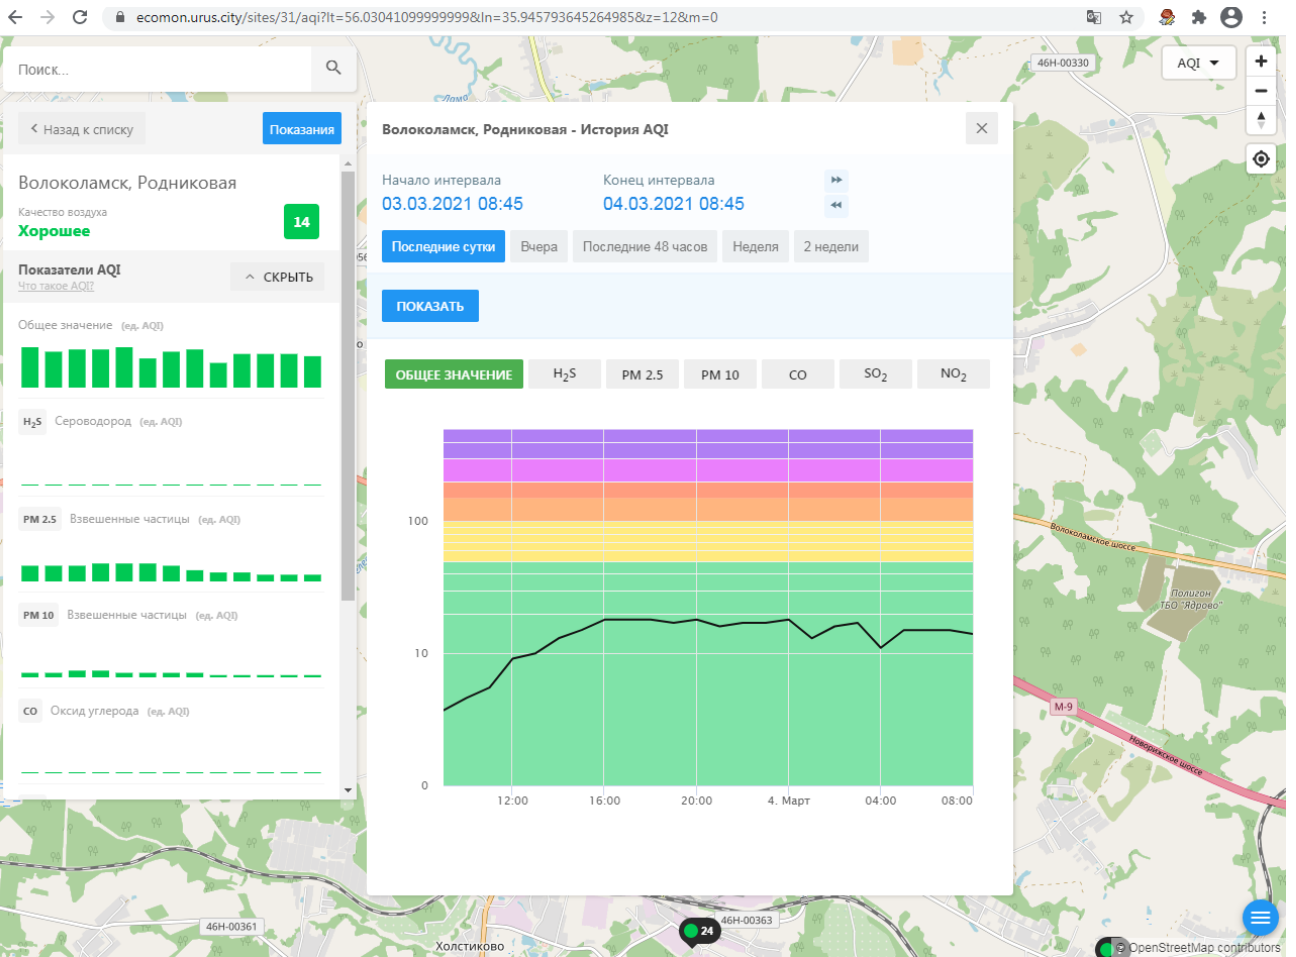 ecomon.urus.city/sites/31/aqi?lt=56.03041099999999&ln=35.945793645264985&z=12&m=0
Поиск...
46Н-00330
AQI
Назад к списку
Показания
Волоколамск, Родниковая - История AQI
Волоколамск, Родниковая
Качество воздуха
Хорошее
14
Начало интервала
Конец интервала
03.03.2021 08:45
04.03.2021 08:45
Последние сутки
Вчера
Последние 48 часов
Неделя
2 недели
Показатели AQI
Что такое AQI?
СКРЫТЬ
ПОКАЗАТЬ
Общее значение (ед. AQI)
ОБЩЕЕ ЗНАЧЕНИЕ
H2S
PM 2.5
PM 10
CO
SO2
NO2
H2S Сероводород (ед. AQI)
PM 2.5 Взвешенные частицы (ед. AQI)
PM 10 Взвешенные частицы (ед. AQI)
CO Оксид углерода (ед. AQI)
100
10
0
12:00
16:00
20:00
4. Март
04:00
08:00
Волоколамское шоссе
Полигон
ТБО "Ядрово"
М-9
Новорижское шоссе
46Н-00361
46Н-00363
24
Холстиково
OpenStreetMap contributors